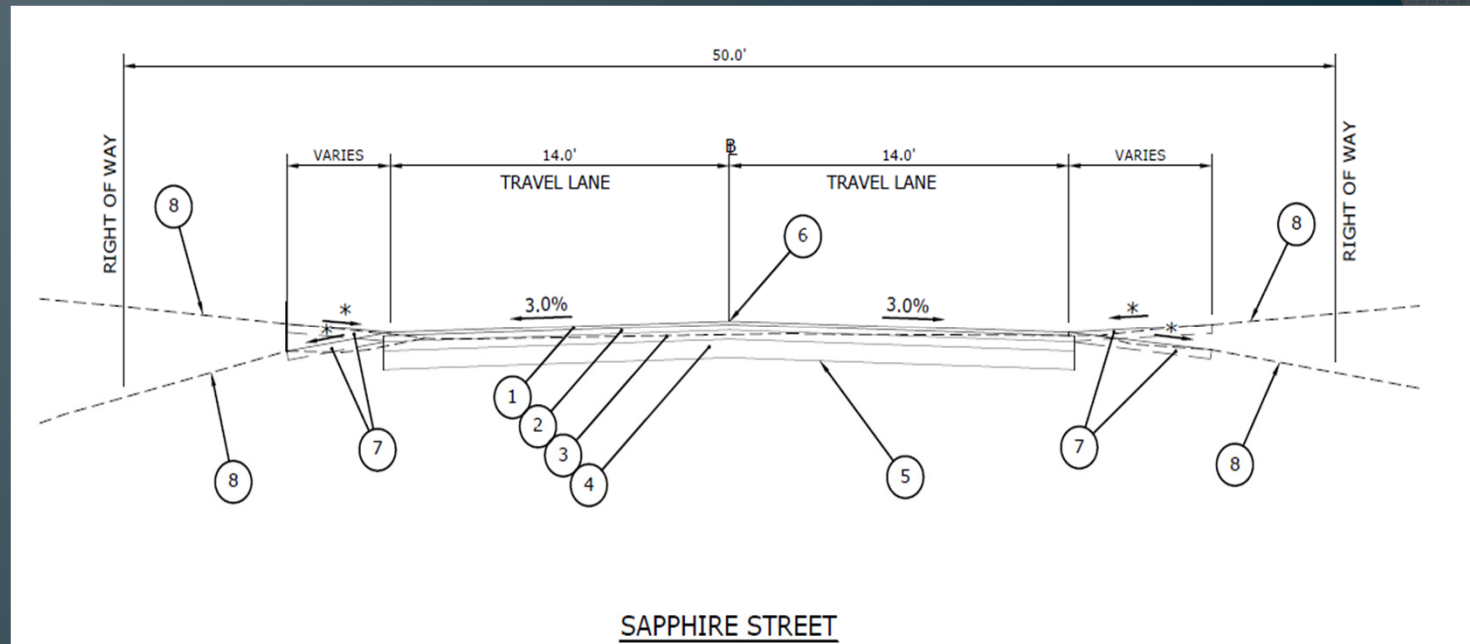 50.0'
RIGHT OF WAY
VARIES
14.0'
TRAVEL LANE
B
14.0'
TRAVEL LANE
VARIES
RIGHT OF WAY
8
6
8
* 3.0% 3.0% *
* *
1
2
3
4
7
8
5
7
8
SAPPHIRE STREET